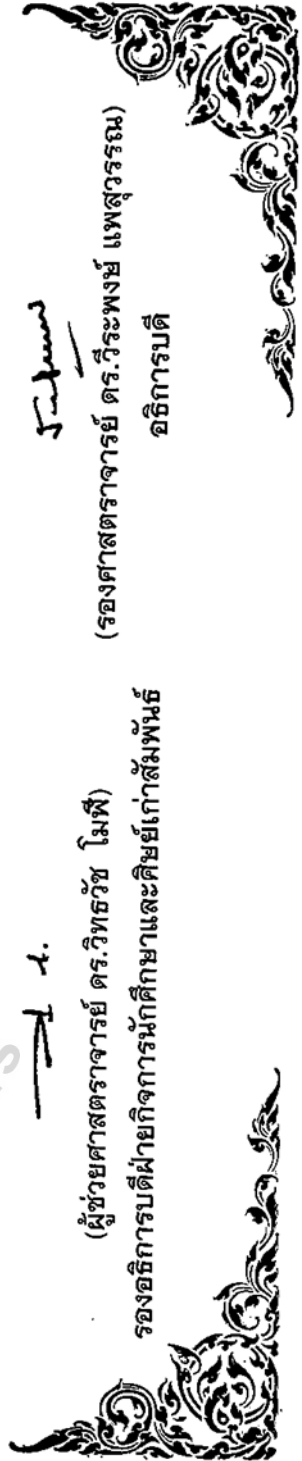 (ผู้ช่วยศาสตราจารย์ ดร.วิทธวัช โมฬี)
รองอธิการบดีฝ่ายกิจการนักศึกษาและศิษย์เก่าสัมพันธ์
(รองศาสตราจารย์ ดร.วีระพงษ์ แพสุวรรณ)
อธิการบดี